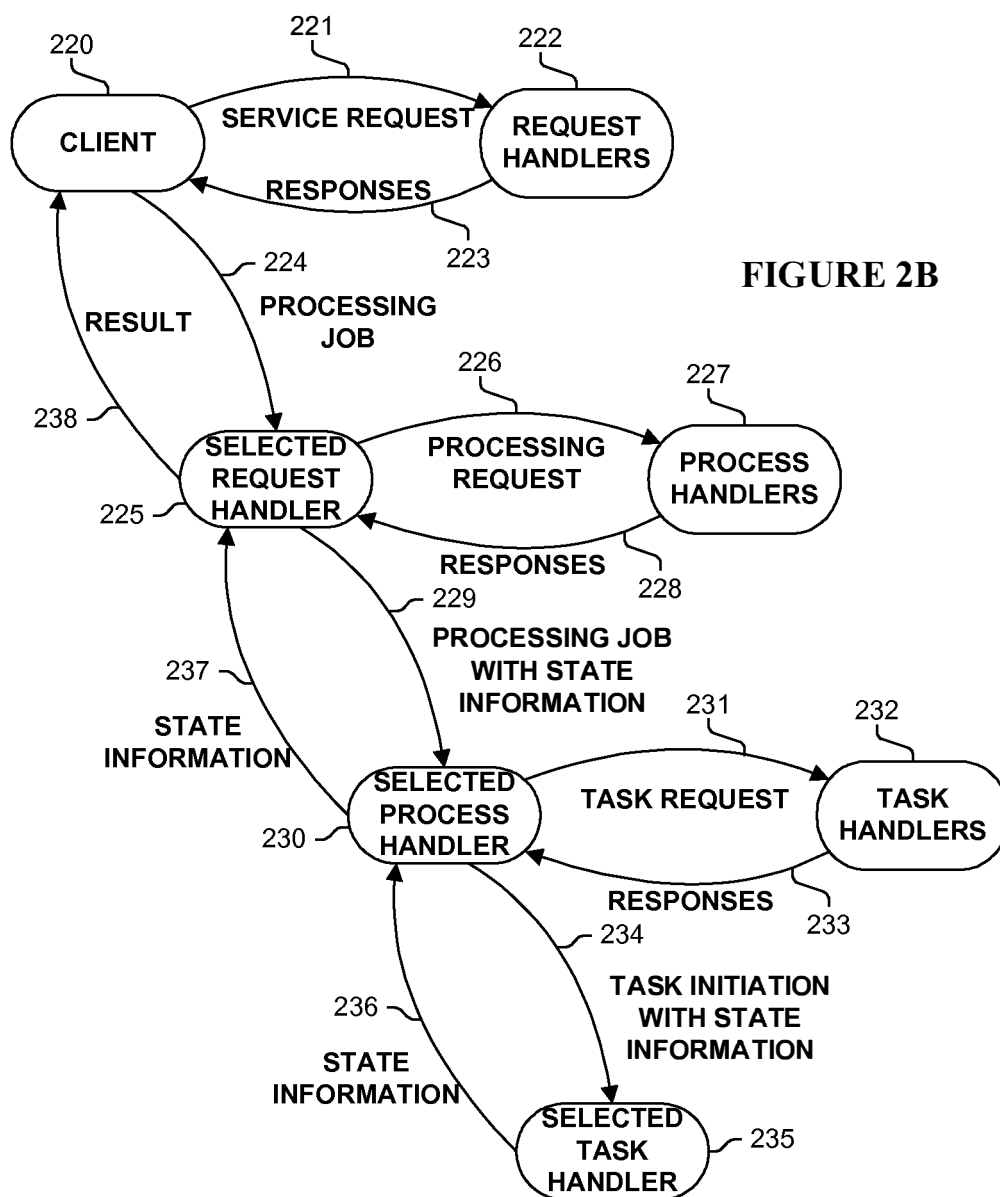 220
221
222
CLIENT
SERVICE REQUEST
REQUEST
HANDLERS
RESPONSES
223
224
FIGURE 2B
PROCESSING
JOB
RESULT
226
227
238
SELECTED
REQUEST
HANDLER
PROCESSING
REQUEST
PROCESS
HANDLERS
225
RESPONSES
228
229
PROCESSING JOB
WITH STATE
INFORMATION
237
231
232
STATE
INFORMATION
SELECTED
PROCESS
HANDLER
TASK REQUEST
TASK
HANDLERS
230
RESPONSES
233
234
TASK INITIATION
WITH STATE
INFORMATION
236
STATE
INFORMATION
SELECTED
TASK
HANDLER
235